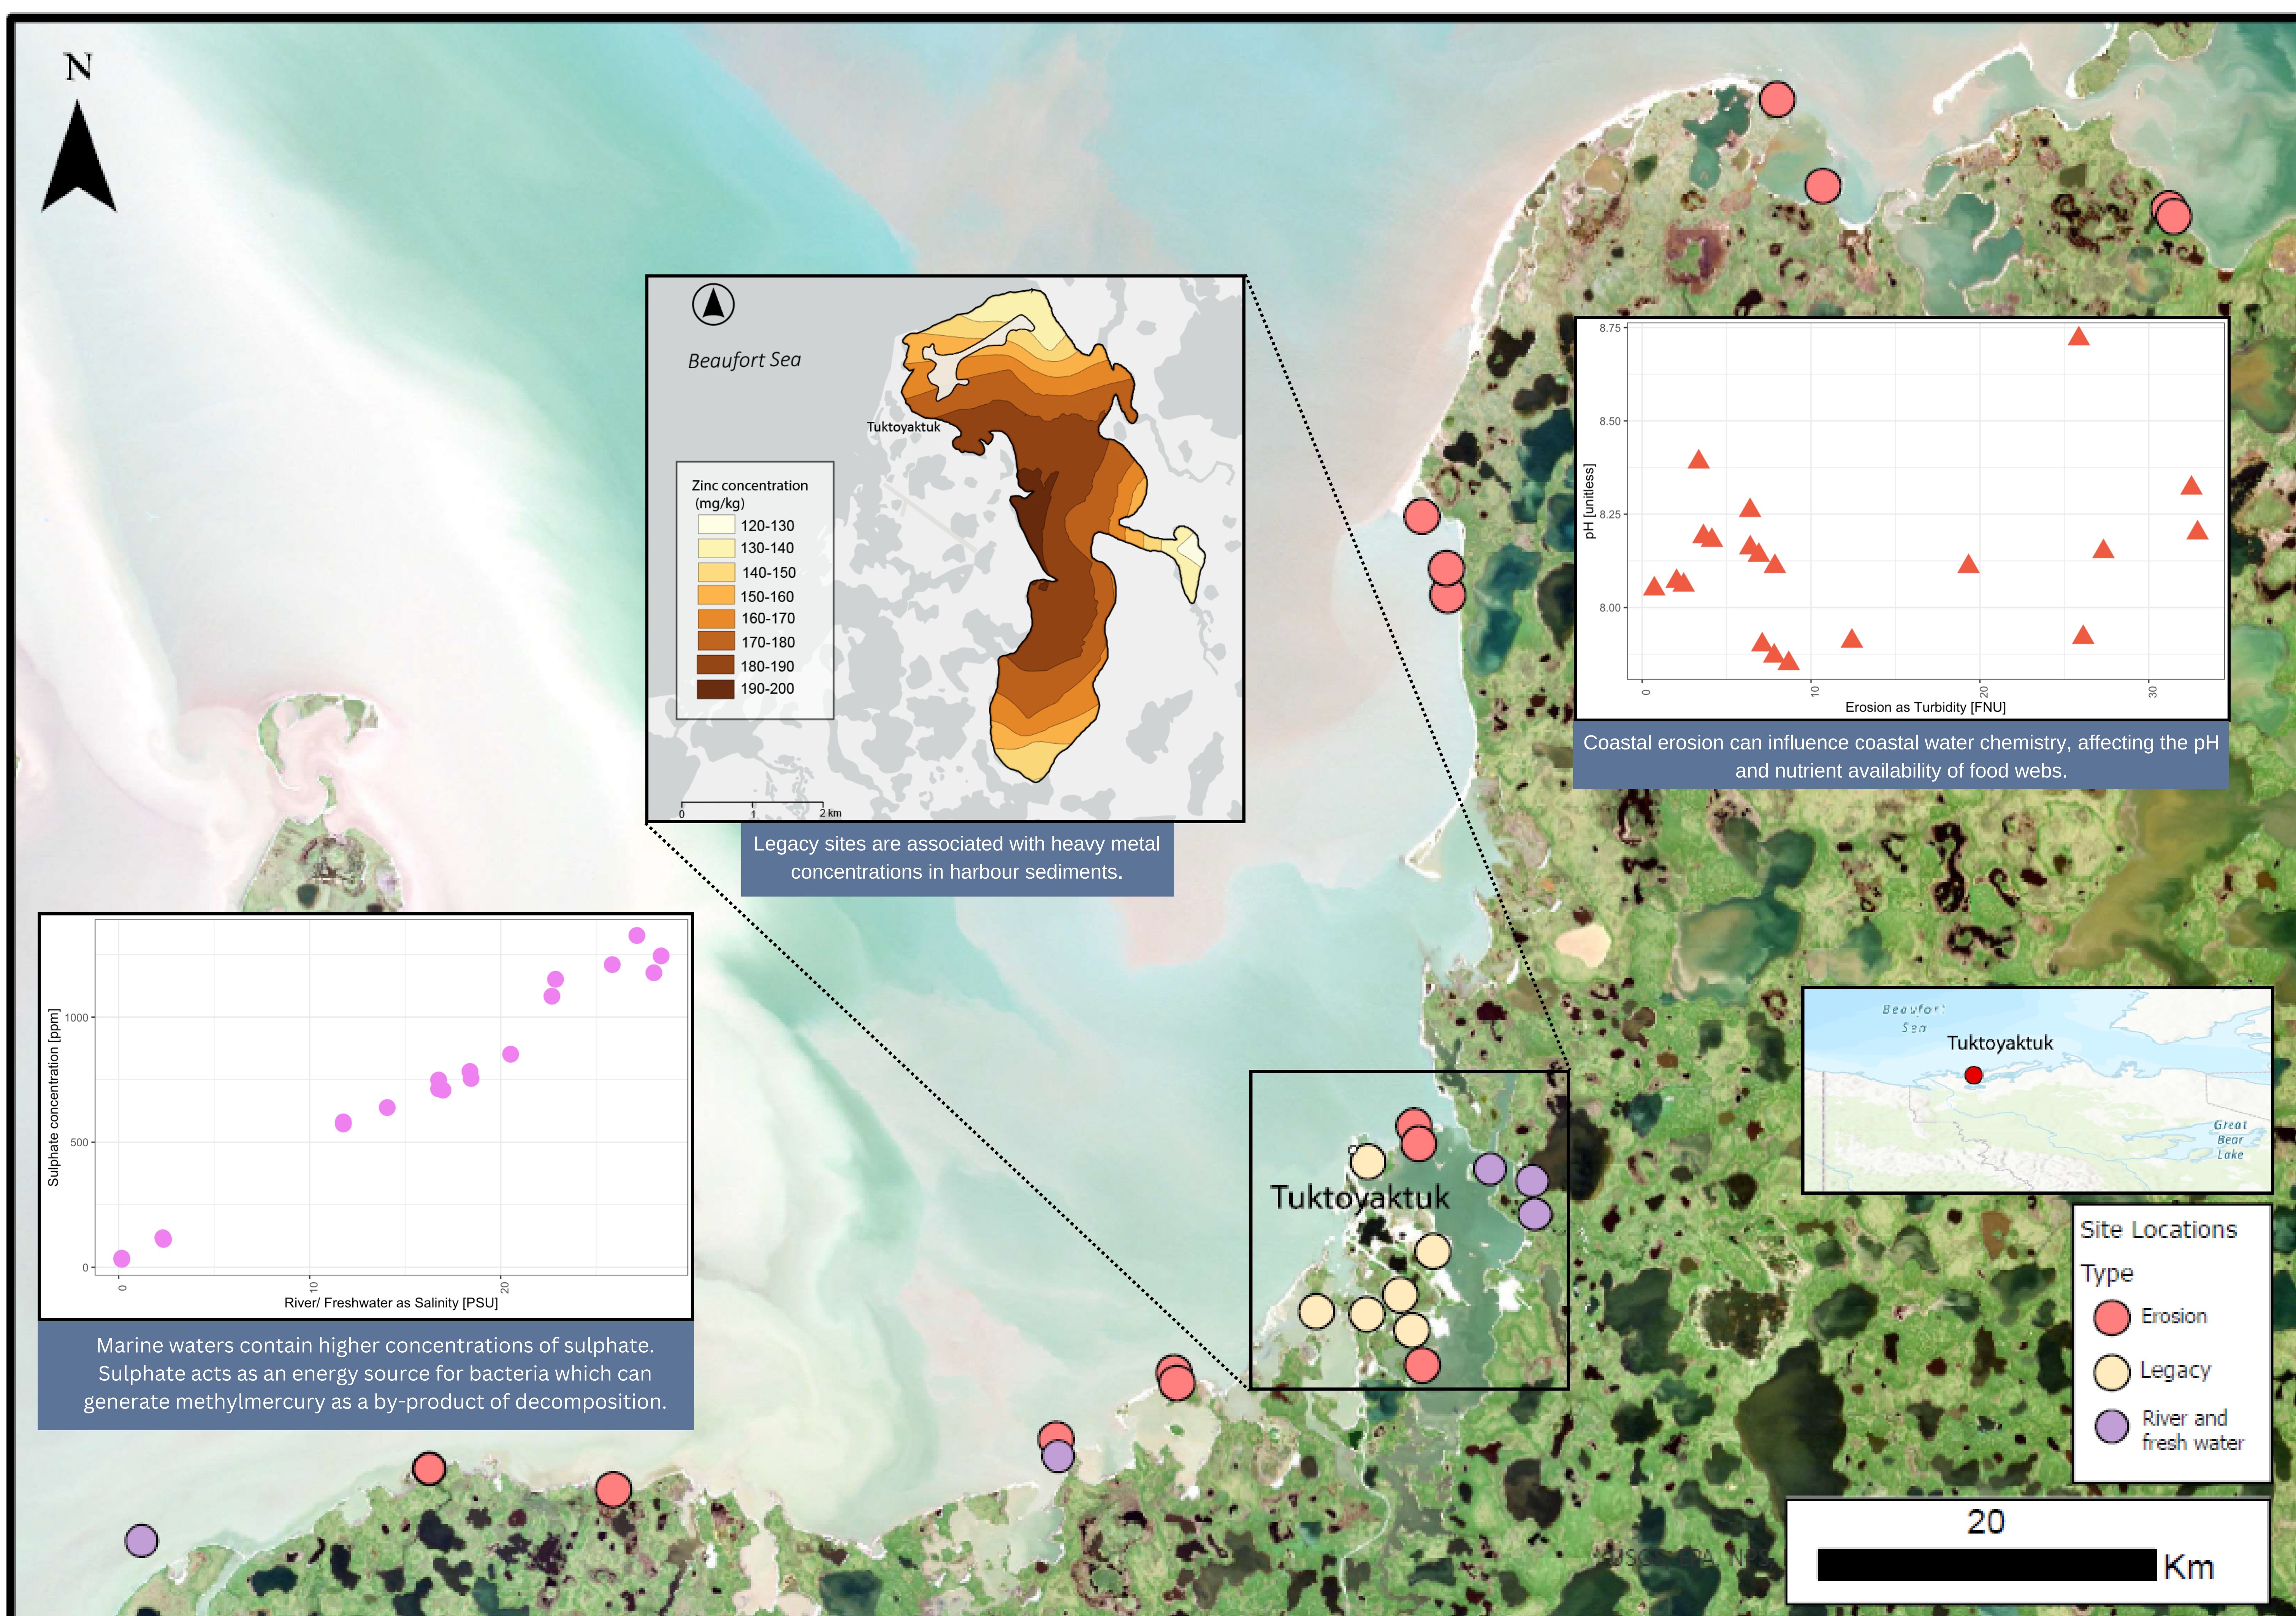 N
Beaufort Sea
Tuktoyaktuk
Zinc concentration
(mg/kg)
120-130
130-140
140-150
150-160
160-170
170-180
180-190
190-200
0 1 2 km
Legacy sites are associated with heavy metal
concentrations in harbour sediments.
8.75
8.50
8.25
8.00
pH [unitless]
0 10 20 30
Erosion as Turbidity [FNU]
Coastal erosion can influence coastal water chemistry, affecting the pH
and nutrient availability of food webs.
1000
500
0
Sulphate concentration [ppm]
0 10 20
River/ Freshwater as Salinity [PSU]
Marine waters contain higher concentrations of sulphate.
Sulphate acts as an energy source for bacteria which can
generate methylmercury as a by-product of decomposition.
Tuktoyaktuk
Beaufort
Sea
Tuktoyaktuk
Great
Bear
Lake
Site Locations
Type
Erosion
Legacy
River and
fresh water
20
Km